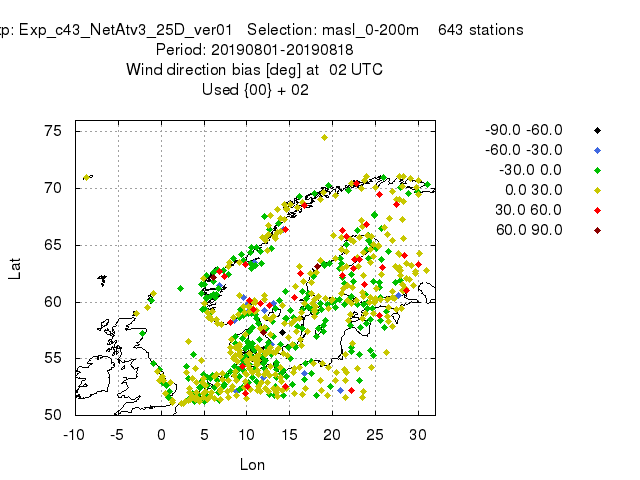 Exp_c43_NetAtv3_25D_ver01 Selection: masl_0-200m 643 stations
Period: 20190801-20190818
Wind direction bias [deg] at 02 UTC
Used {00} + 02
-90.0 -60.0
-60.0 -30.0
-30.0 0.0
0.0 30.0
30.0 60.0
60.0 90.0
75
70
65
60
55
50
Lat
-10 -5 0 5 10 15 20 25 30
Lon